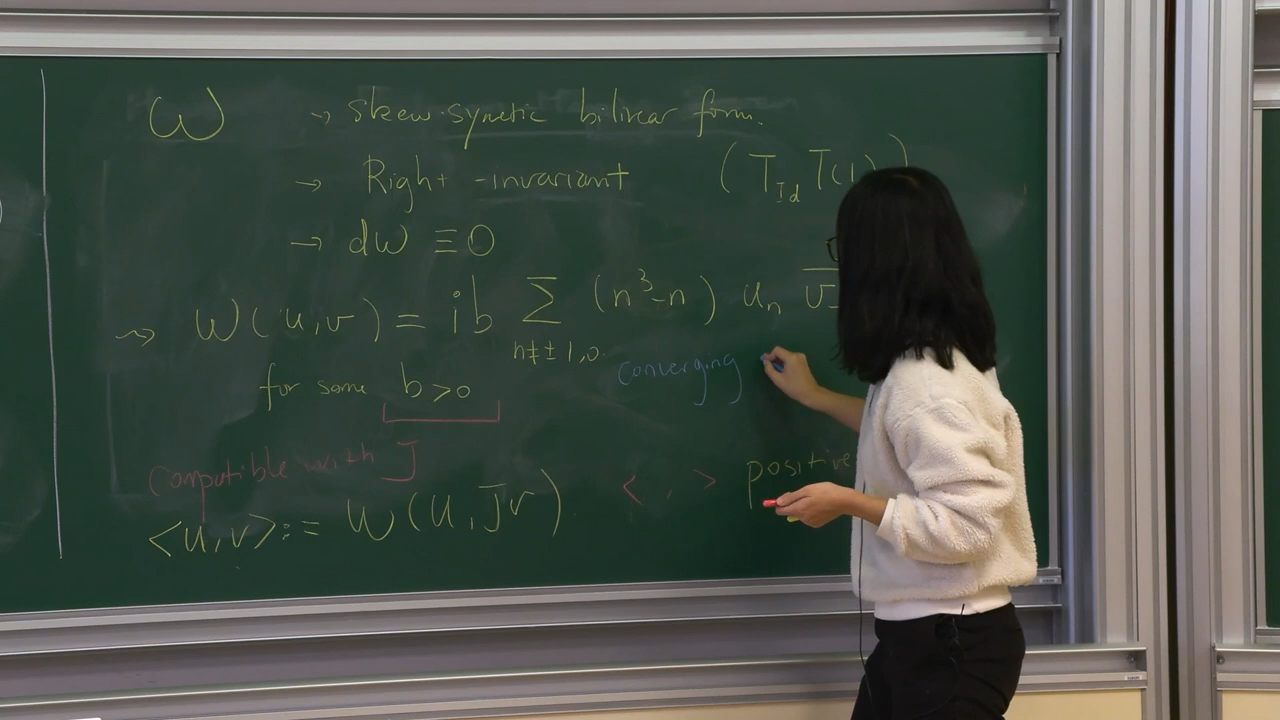 ω → skew-symetic bilinear form.
→ Right-invariant ( T_Id T(1) )
→ dω ≡ 0
→ ω(u,v) = ib Σ (n³-n) u_n v̅
n≠±1,0.
for some b>0 converging
compatible with J
<u,v> := ω(u,Jv). < , > positive